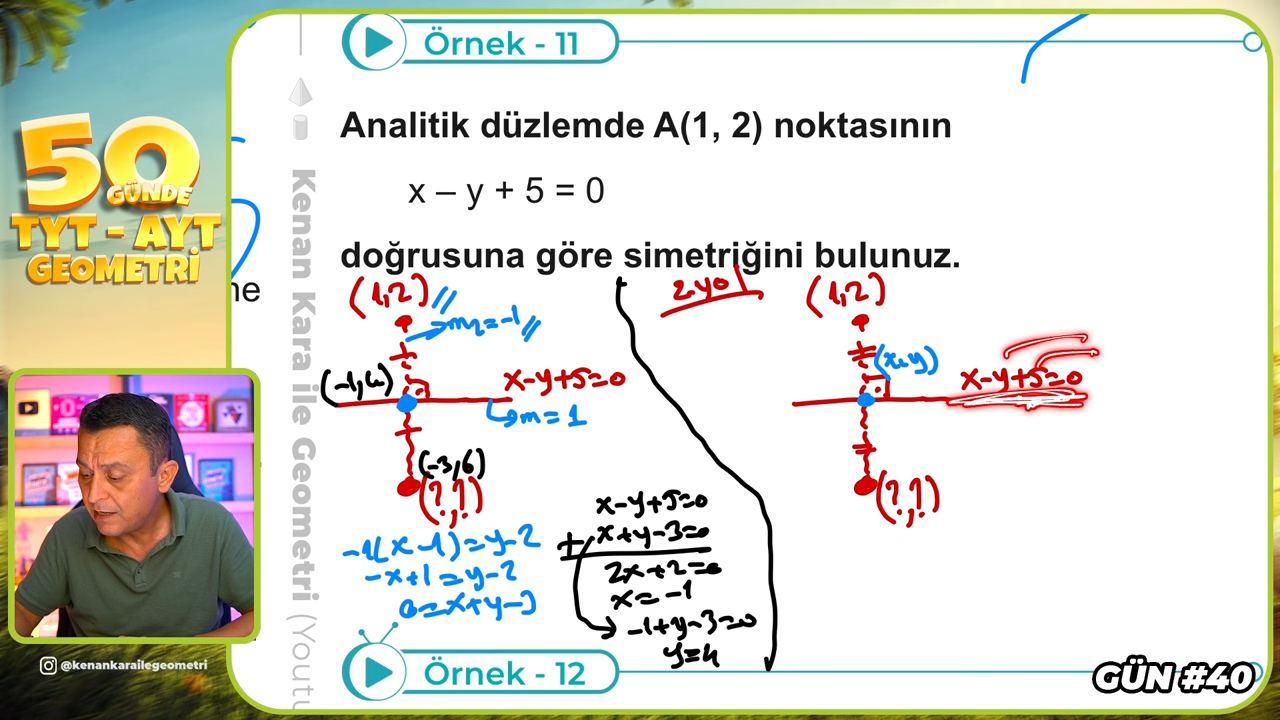 Örnek - 11
50
GÜNDE
TYT - AYT
GEOMETRİ
Analitik düzlemde A(1, 2) noktasının
x – y + 5 = 0
doğrusuna göre simetriğini bulunuz.
ne
Kenan Kara ile Geometri (Youtu
(1,2)
m₂=-1
(-1,4)
x-y+5=0
m=1
(-3,6)
(?,?)
-1(x-1)=y-2
-x+1=y-2
0=x+y-3
x-y+5=0
+ x+y-3=0
2x+2=0
x=-1
-1+y-3=0
y=4
2.yol
(1,2)
(x,y)
x-y+5=0
(?,?)
@kenankarailegeometri
Örnek - 12
GÜN #40